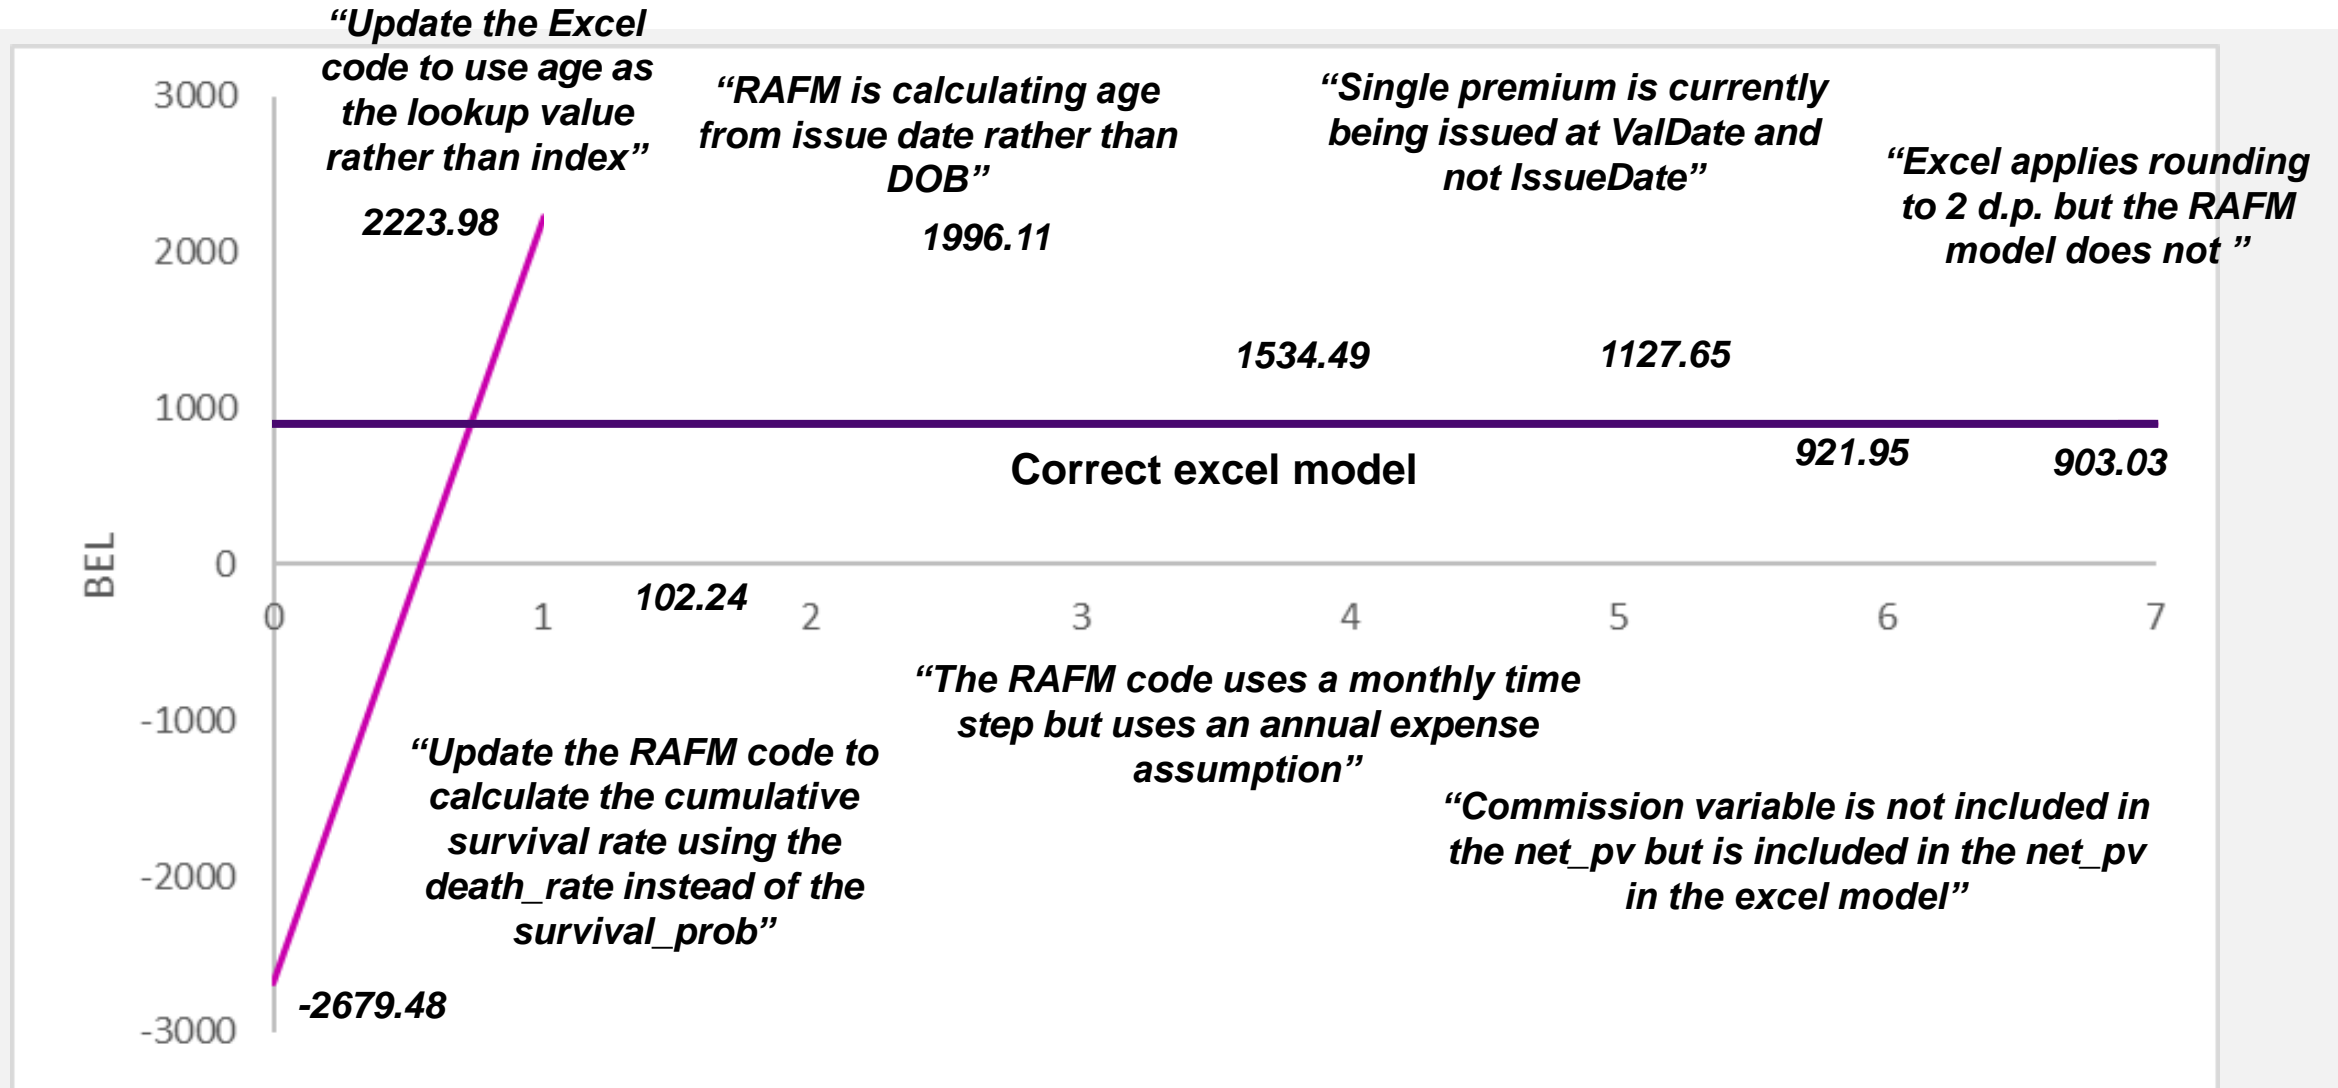 “Update the Excel
code to use age as
the lookup value
rather than index”
2223.98
“RAFM is calculating age
from issue date rather than
DOB”
1996.11
“Single premium is currently
being issued at ValDate and
not IssueDate”
“Excel applies rounding
to 2 d.p. but the RAFM
model does not ”
1534.49
1127.65
Correct excel model
921.95
903.03
3000
2000
1000
0
-1000
-2000
-3000
BEL
102.24
0 1 2 3 4 5 6 7
“The RAFM code uses a monthly time
step but uses an annual expense
assumption”
“Update the RAFM code to
calculate the cumulative
survival rate using the
death_rate instead of the
survival_prob”
“Commission variable is not included in
the net_pv but is included in the net_pv
in the excel model”
-2679.48